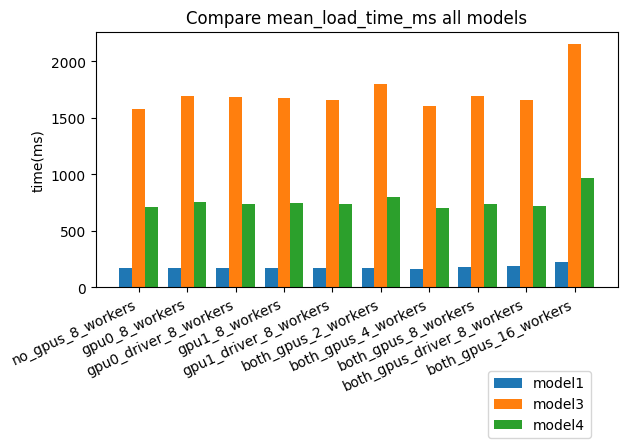 Compare mean_load_time_ms all models
time(ms)
2000
1500
1000
500
0
no_gpus_8_workers
gpu0_8_workers
gpu0_driver_8_workers
gpu1_8_workers
gpu1_driver_8_workers
both_gpus_2_workers
both_gpus_4_workers
both_gpus_8_workers
both_gpus_driver_8_workers
both_gpus_16_workers
model1
model3
model4